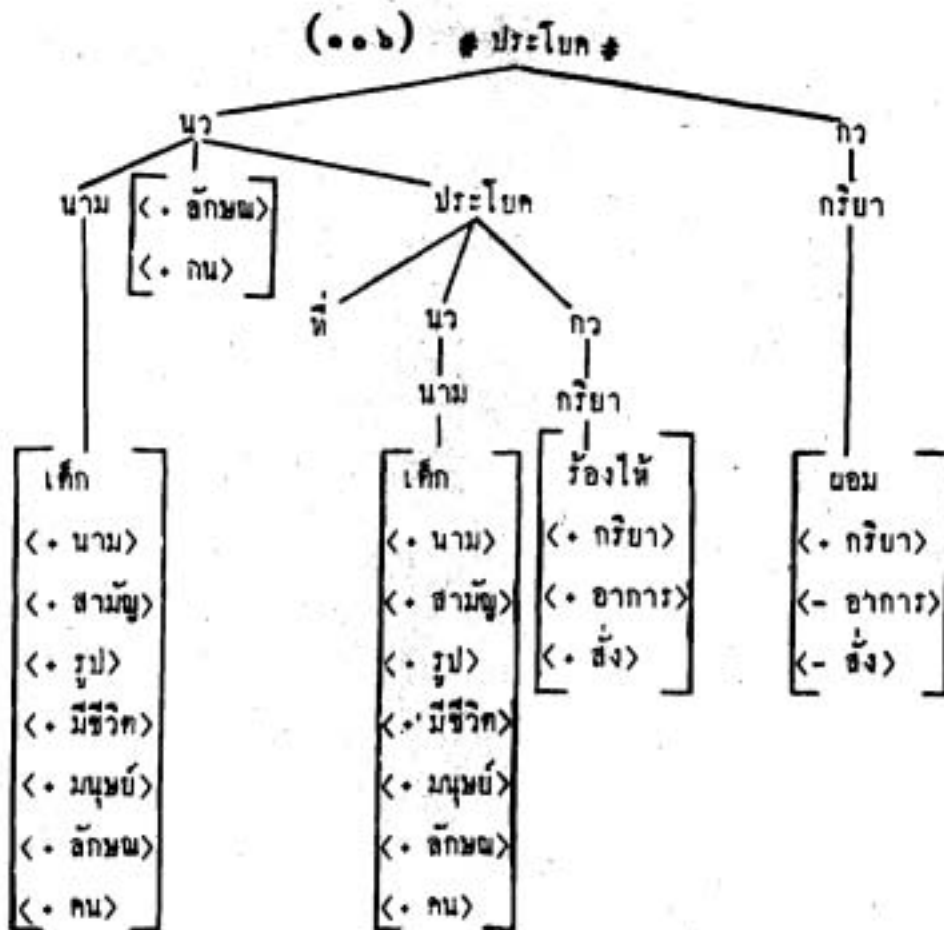 (๑๑๖) # ประโยค #
นว กว
นาม <+ ลักษณ> ประโยค กริยา
<+ กน>
ที่ นว กว
นาม กริยา
เด็ก เด็ก ร้องไห้ ผอม
<+ นาม> <+ นาม> <+ กริยา> <+ กริยา>
<+ สามัญ> <+ สามัญ> <+ อาการ> <- อาการ>
<+ รูป> <+ รูป> <+ สั่ง> <- สั่ง>
<+ มีชีวิต> <+ มีชีวิต>
<+ มนุษย์> <+ มนุษย์>
<+ ลักษณ> <+ ลักษณ>
<+ คน> <+ คน>